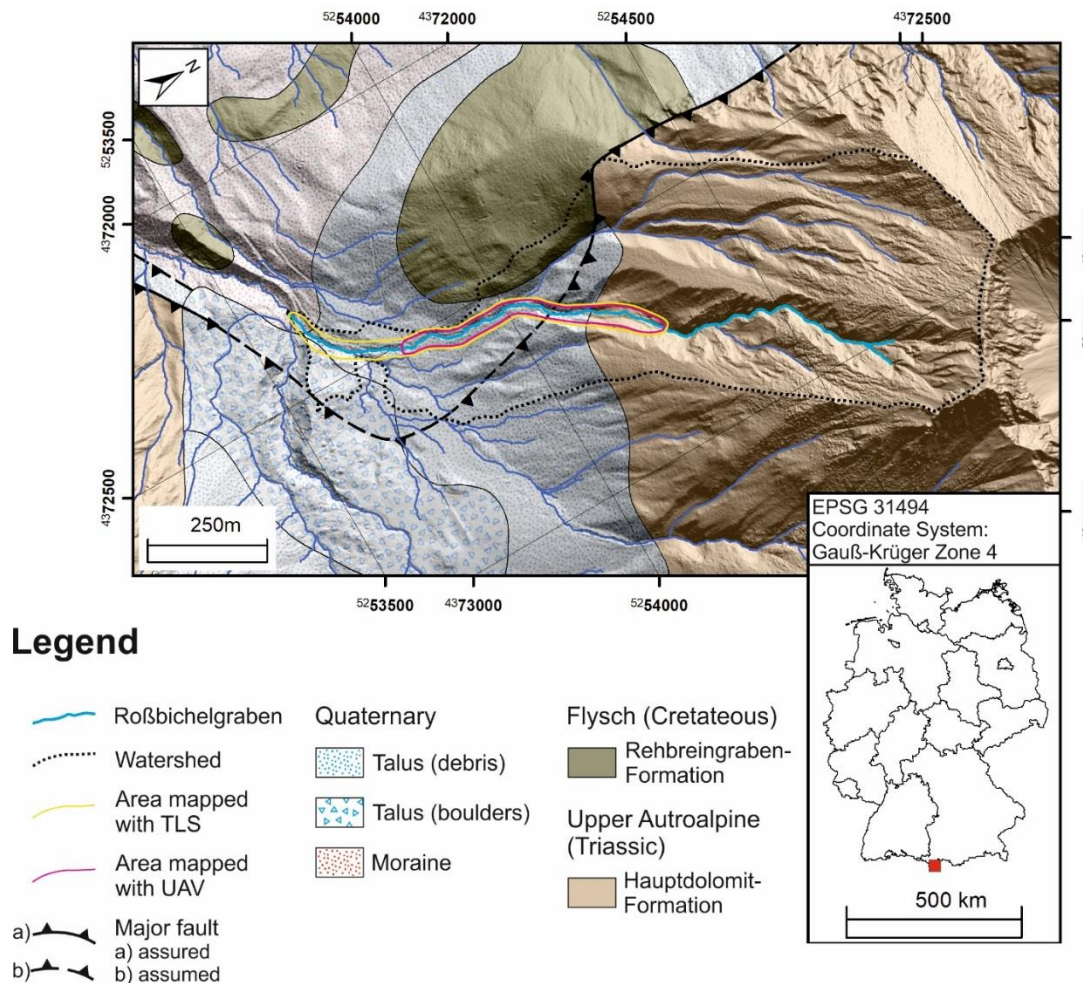 5254000
4372000
5254500
4372500
N
5253500
4372000
4372500
250m
5253500
4373000
5254000
EPSG 31494
Coordinate System:
Gauß-Krüger Zone 4
500 km
Legend
Roßbichelgraben
Watershed
Area mapped
with TLS
Area mapped
with UAV
a)
Major fault
a) assured
b)
b) assumed
Quaternary
Talus (debris)
Talus (boulders)
Moraine
Flysch (Cretateous)
Rehbreingraben-
Formation
Upper Autroalpine
(Triassic)
Hauptdolomit-
Formation